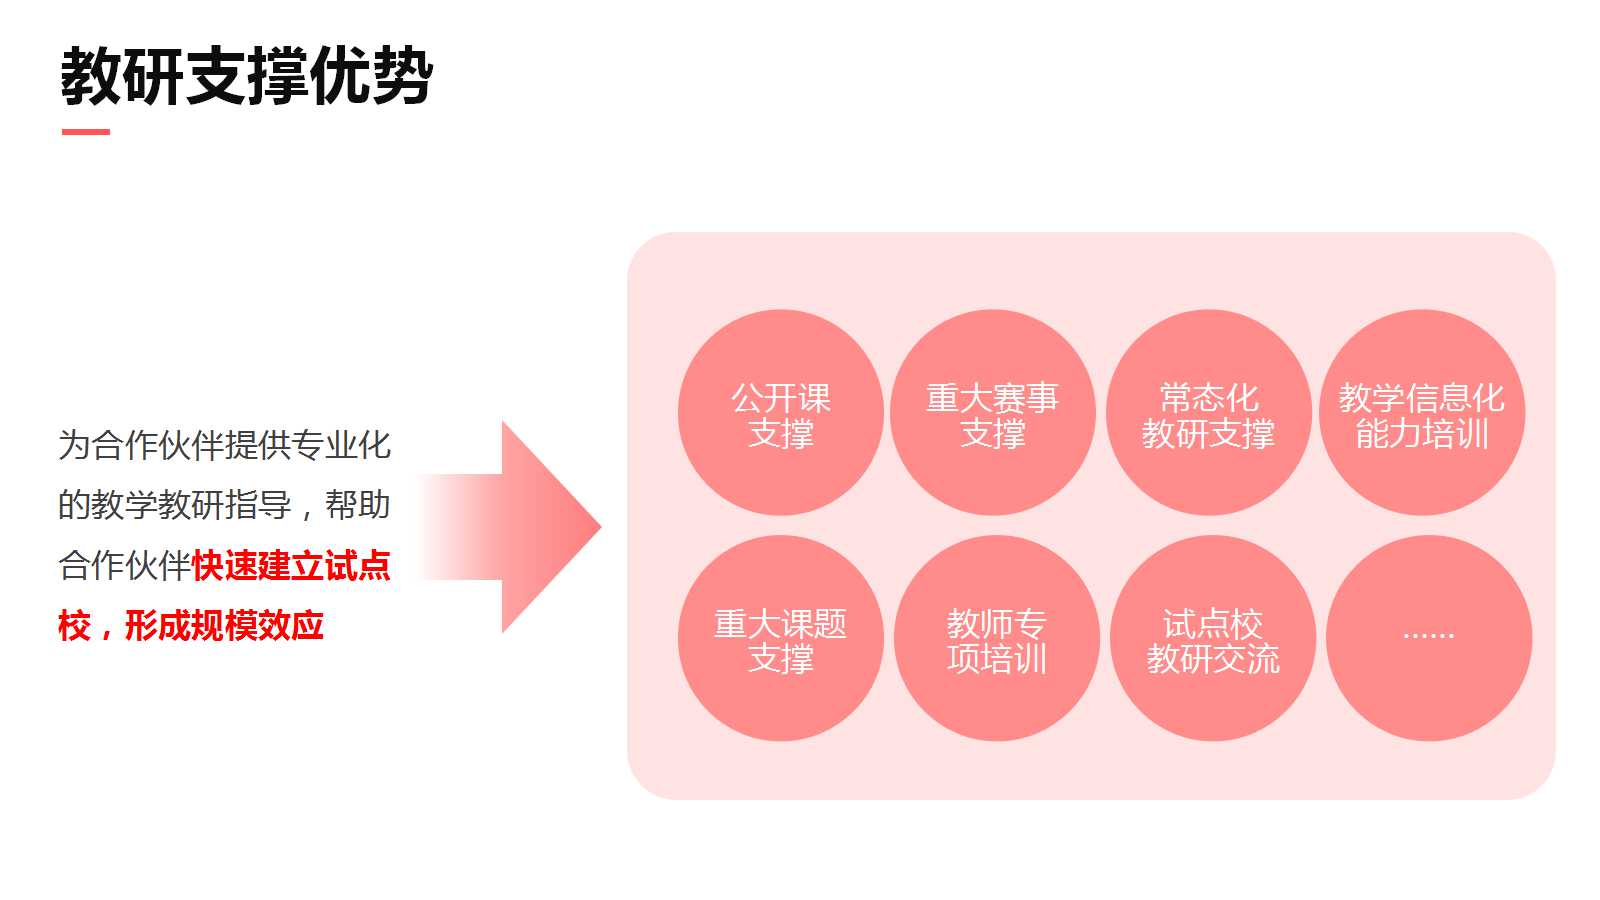 教研支撑优势
为合作伙伴提供专业化
的教学教研指导，帮助
合作伙伴快速建立试点
校，形成规模效应
公开课
支撑
重大赛事
支撑
常态化
教研支撑
教学信息化
能力培训
重大课题
支撑
教师专
项培训
试点校
教研交流
……